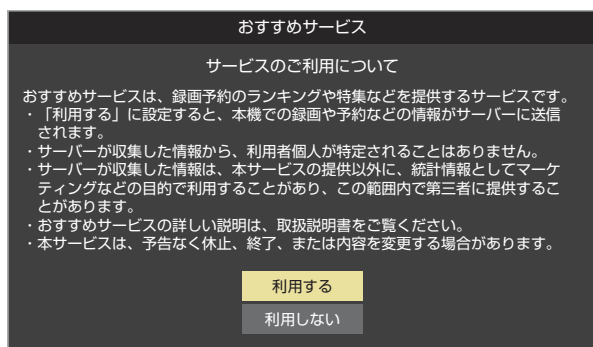 おすすめサービス
サービスのご利用について
おすすめサービスは、録画予約のランキングや特集などを提供するサービスです。
・「利用する」に設定すると、本機での録画や予約などの情報がサーバーに送信
されます。
・サーバーが収集した情報から、利用者個人が特定されることはありません。
・サーバーが収集した情報は、本サービスの提供以外に、統計情報としてマーケ
ティングなどの目的で利用することがあり、この範囲内で第三者に提供するこ
とがあります。
・おすすめサービスの詳しい説明は、取扱説明書をご覧ください。
・本サービスは、予告なく休止、終了、または内容を変更する場合があります。
利用する
利用しない